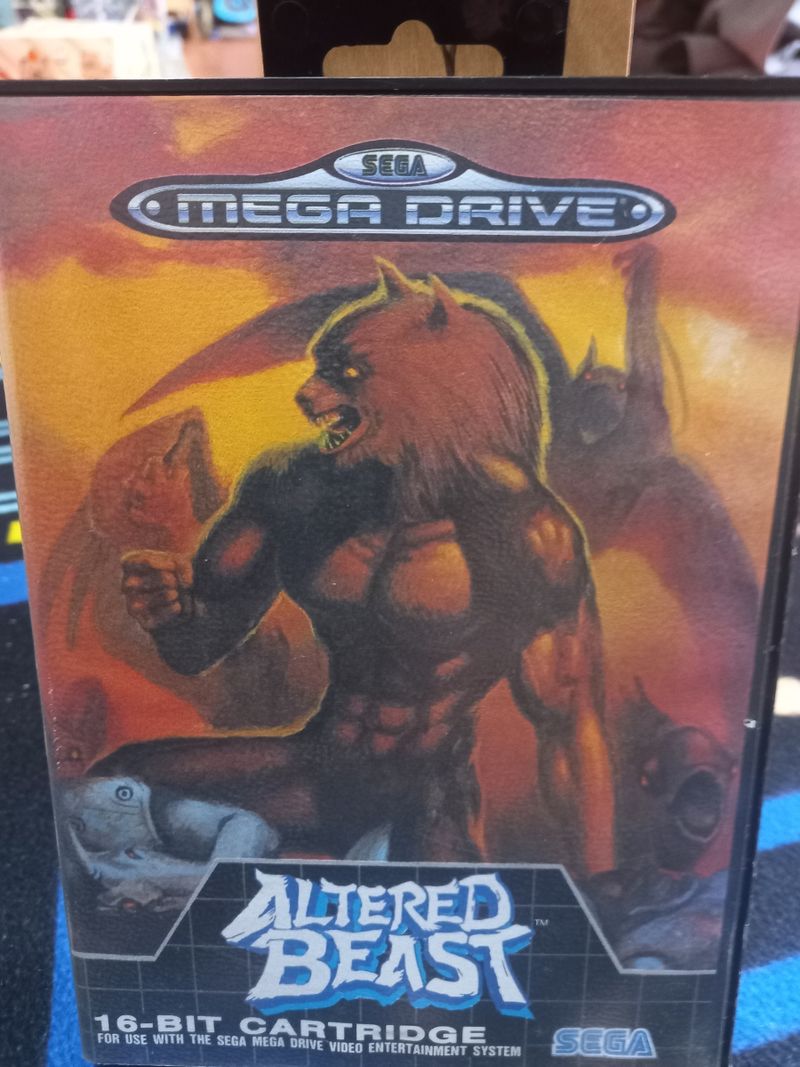 SEGA
MEGA DRIVE
ALTERED
BEAST
TM
16-BIT CARTRIDGE
FOR USE WITH THE SEGA MEGA DRIVE VIDEO ENTERTAINMENT SYSTEM
SEGA